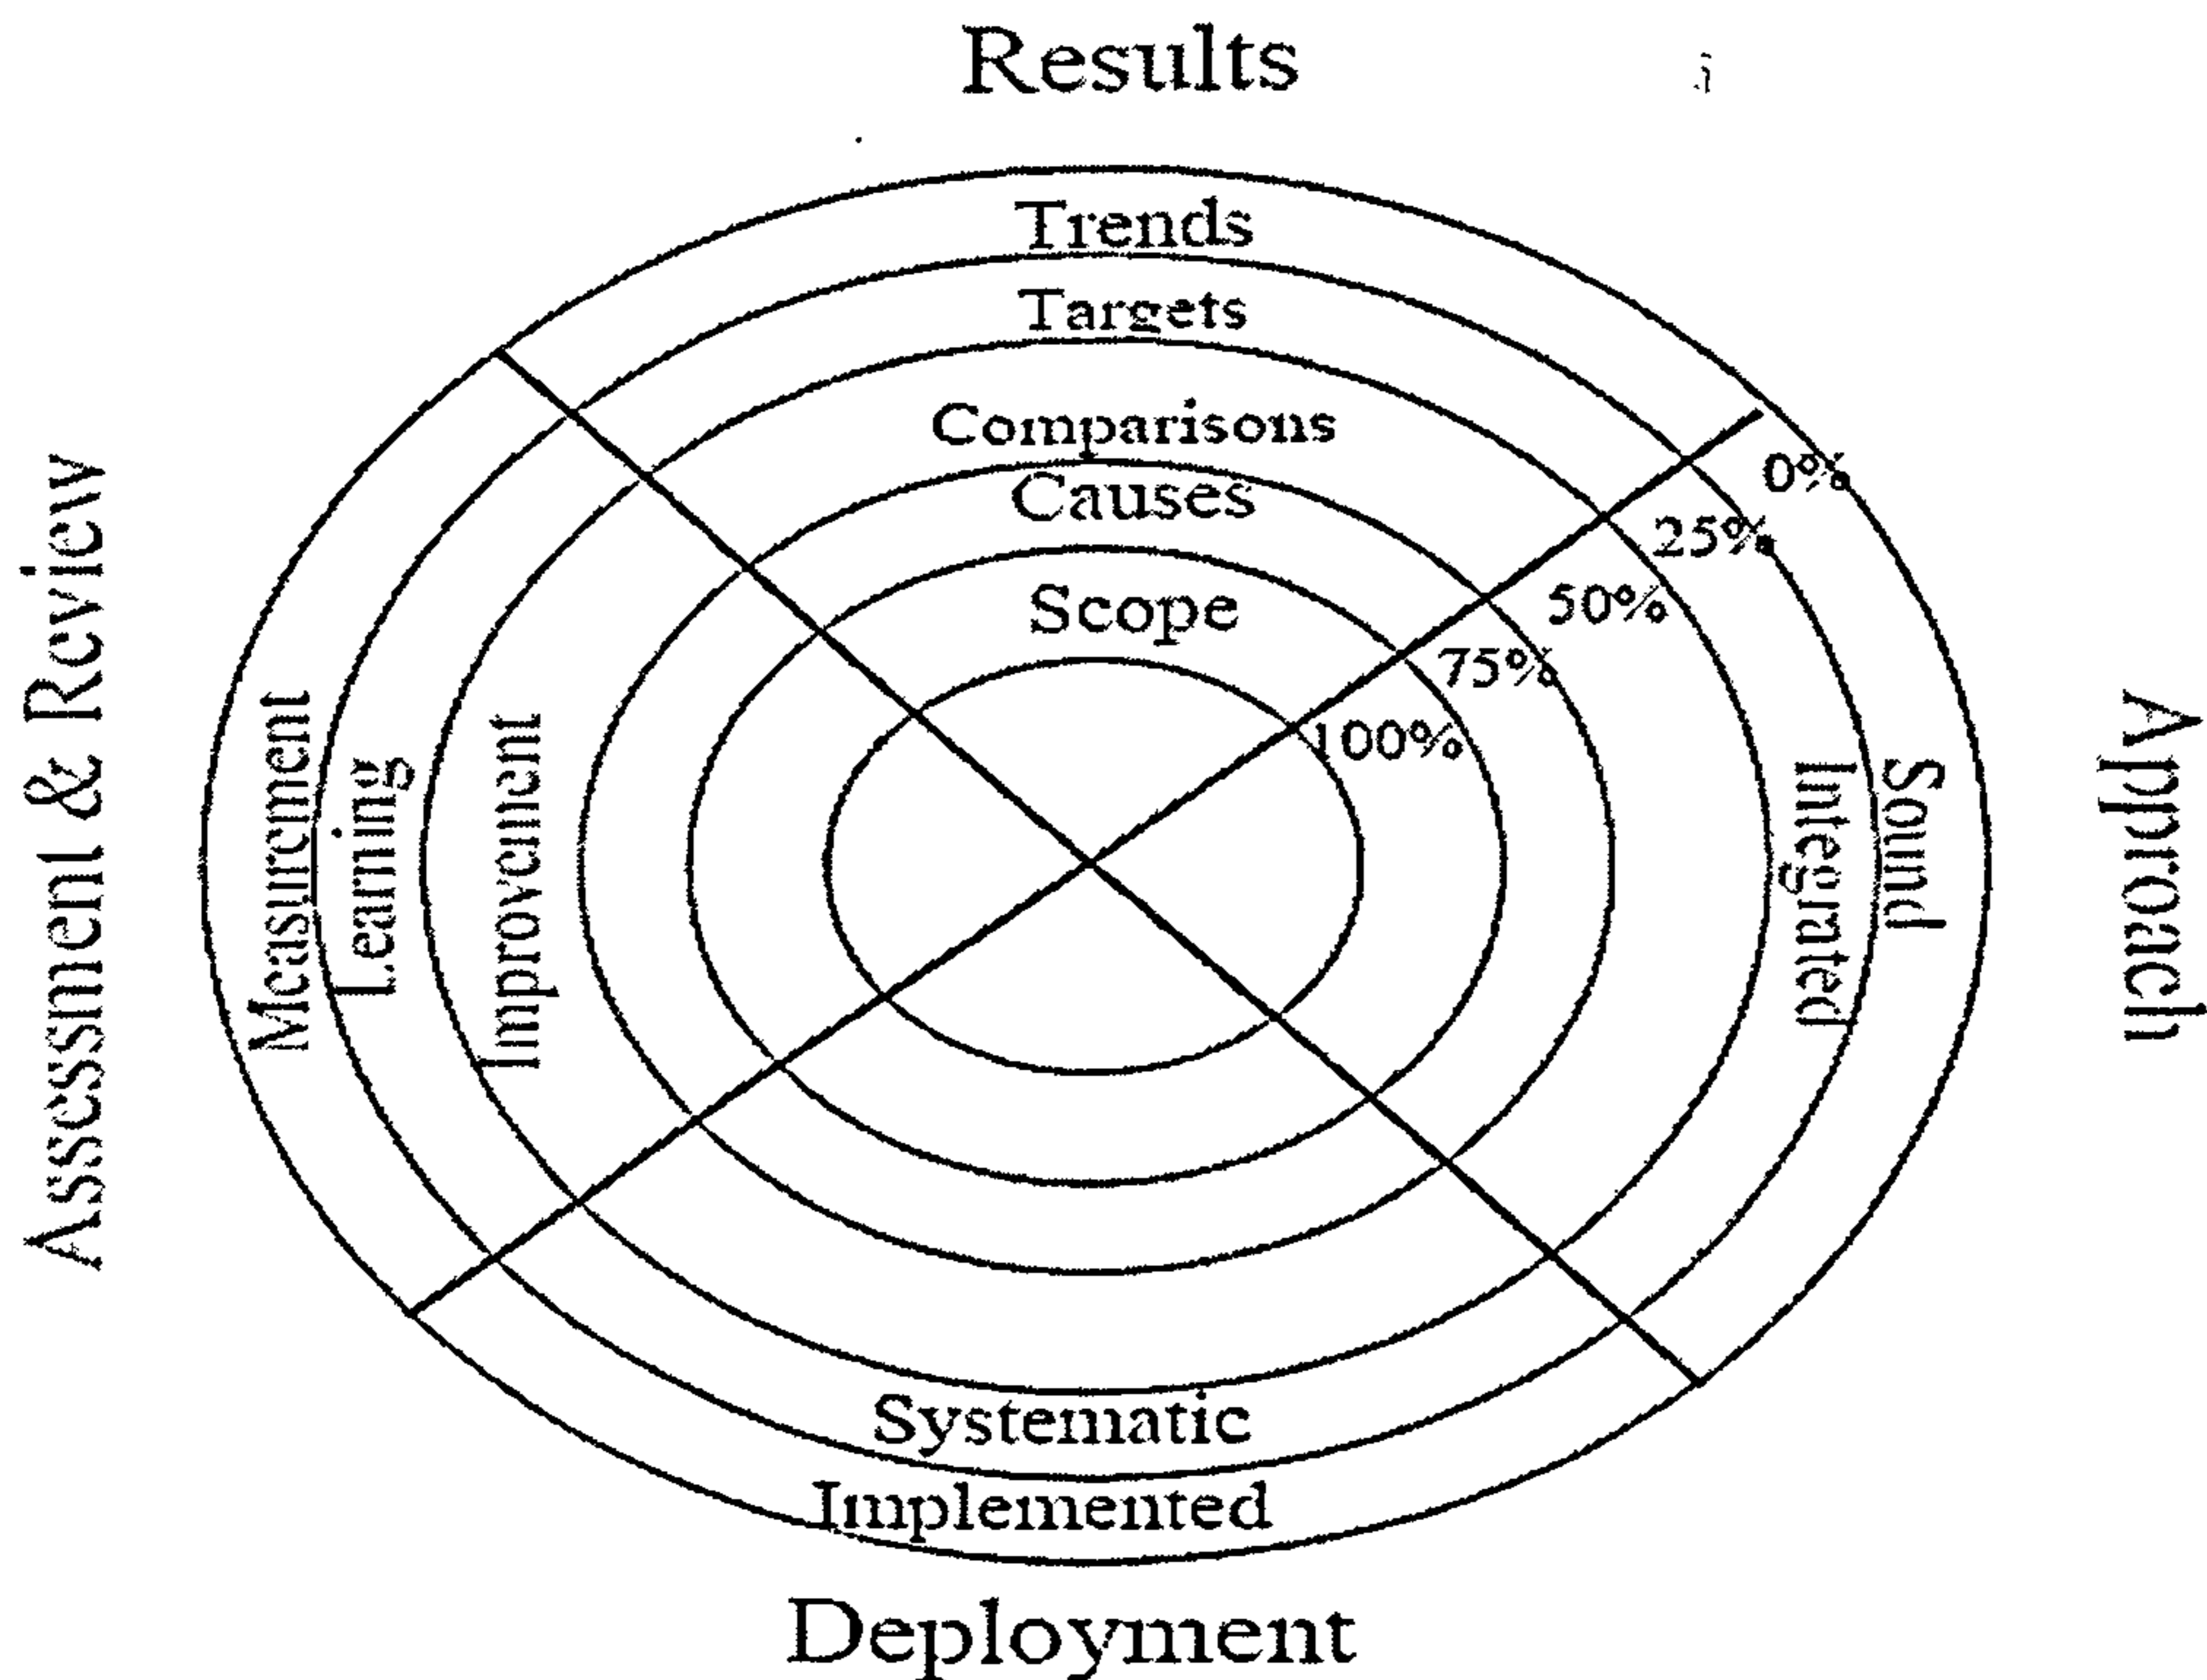 Results
Trends
Targets
Comparisons
Causes
Scope
0%
25%
50%
75%
100%
Assessment & Review
Measurement
Learning
Improvement
Sound
Integrated
Approach
Systematic
Implemented
Deployment